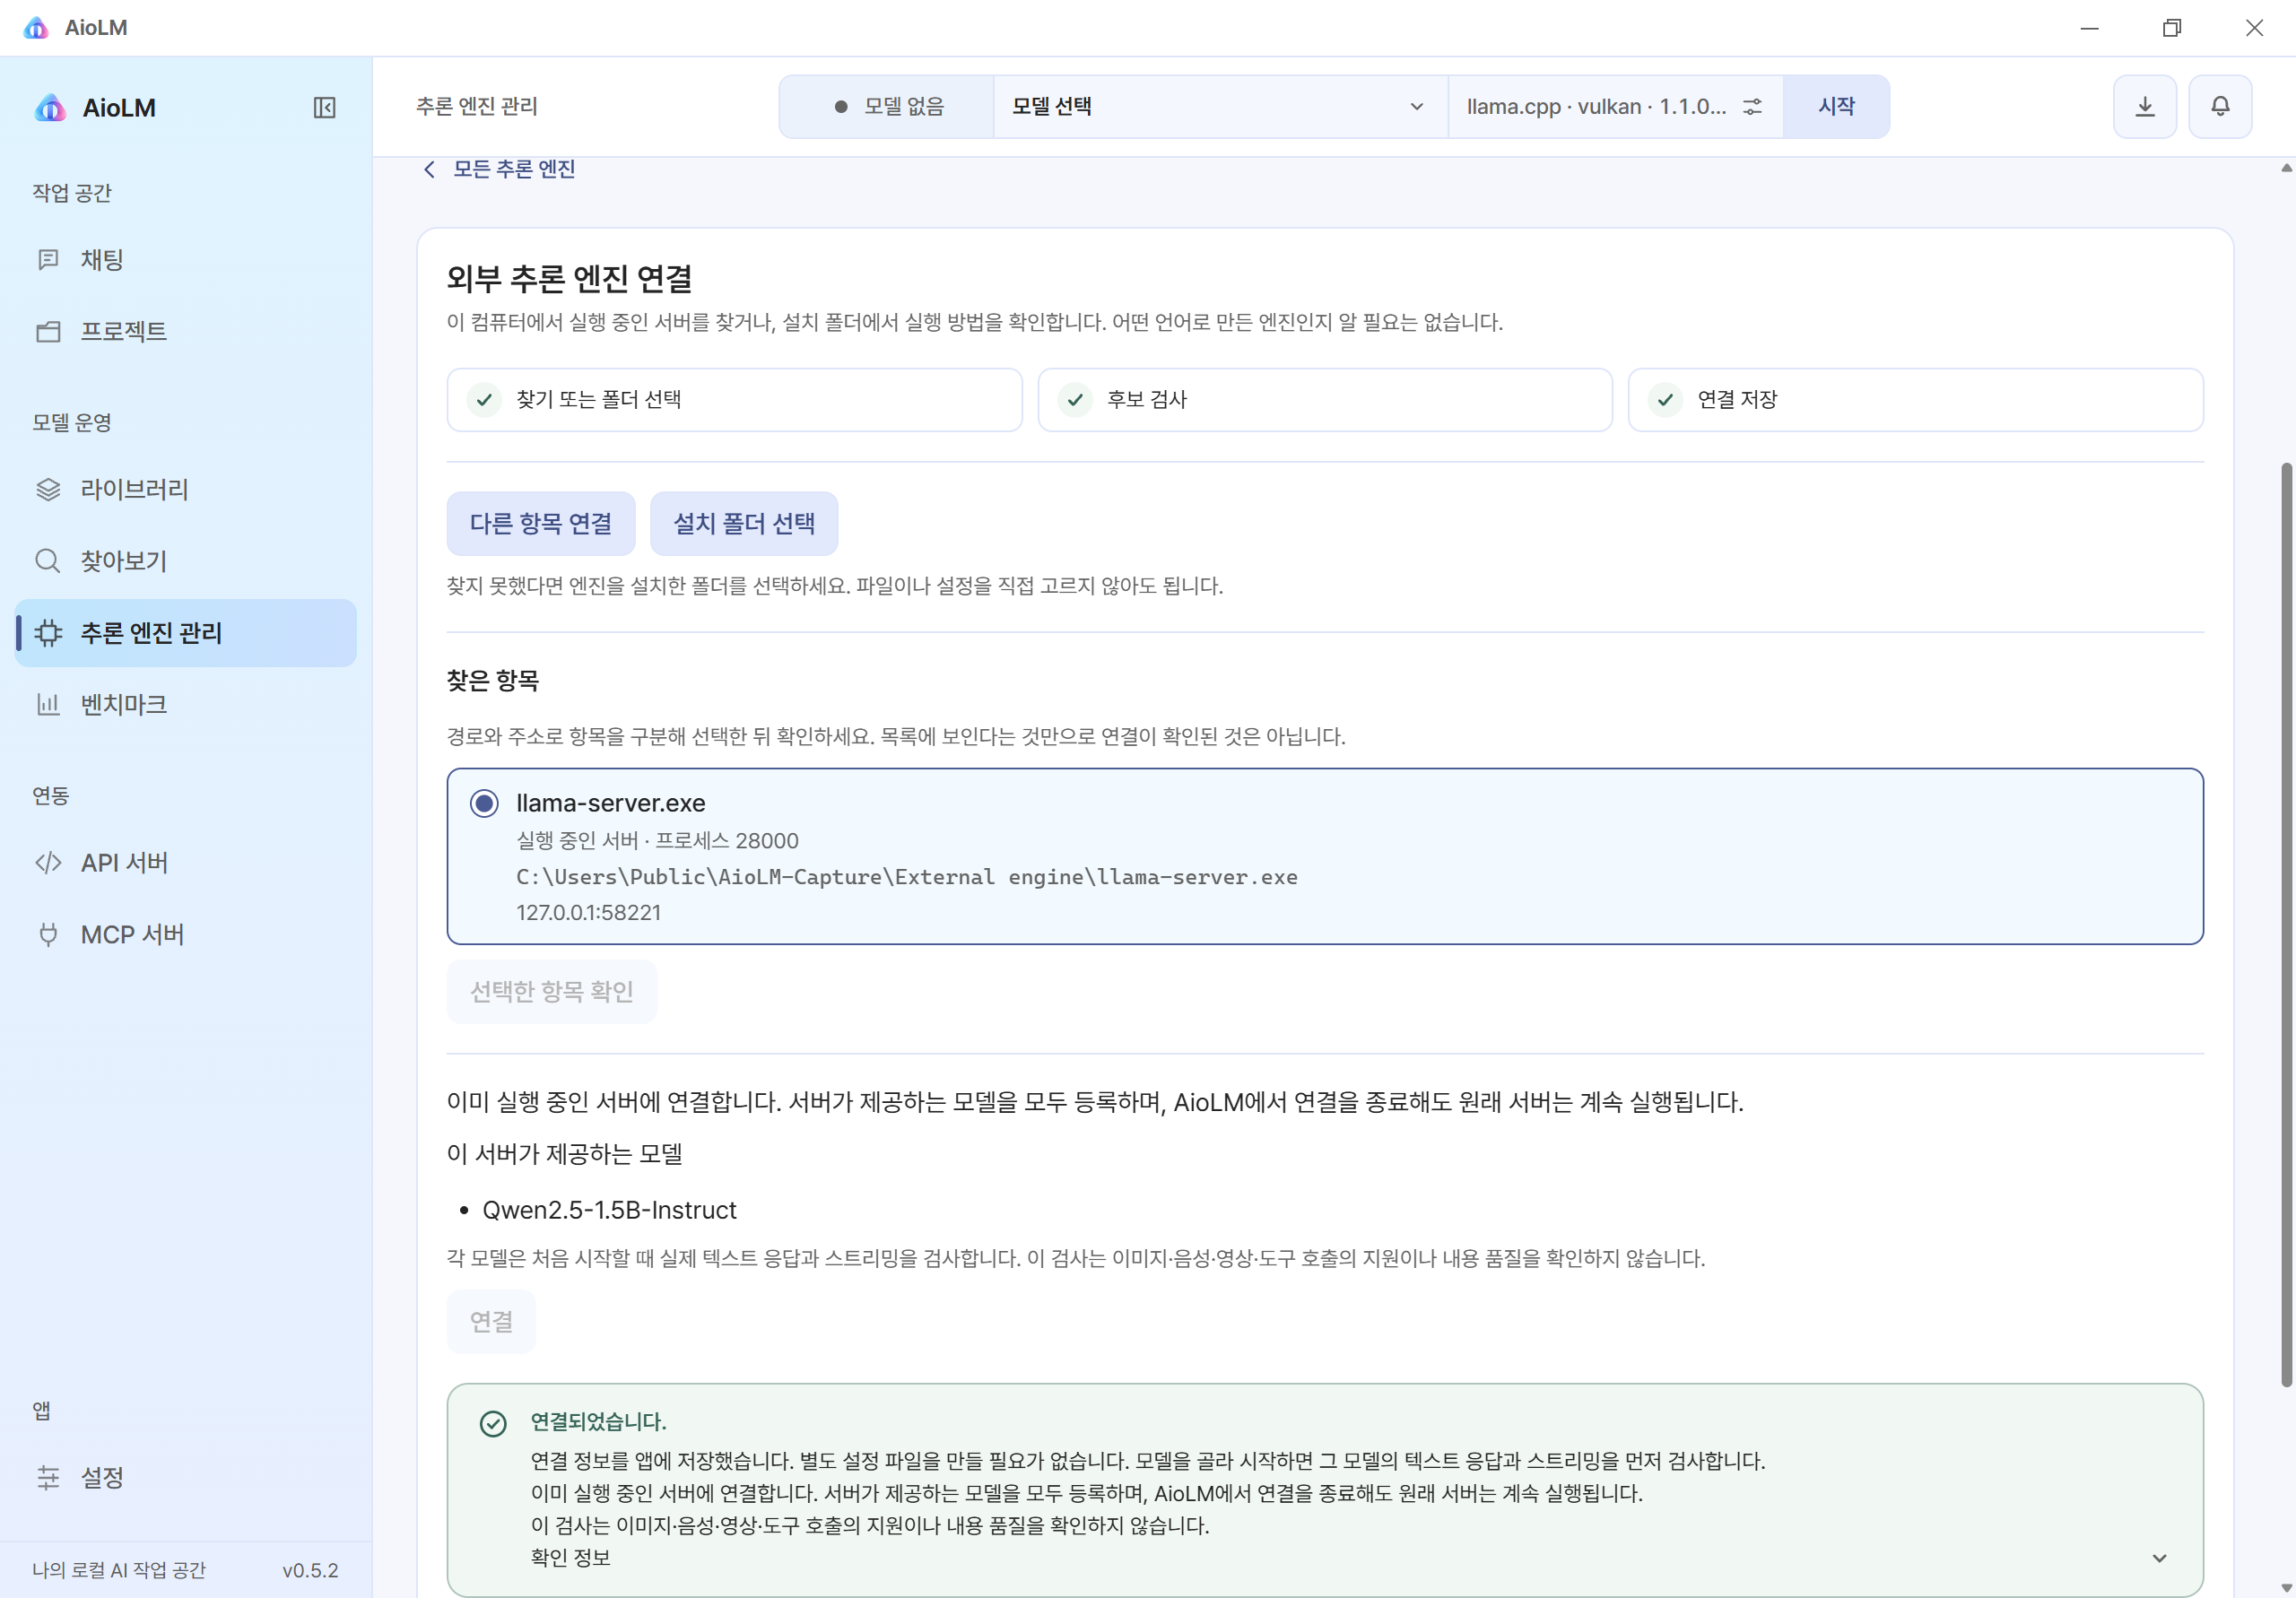 AioLM
AioLM
작업 공간
채팅
프로젝트
모델 운영
라이브러리
찾아보기
추론 엔진 관리
벤치마크
연동
API 서버
MCP 서버
앱
설정
나의 로컬 AI 작업 공간
v0.5.2
추론 엔진 관리
모델 없음
모델 선택
llama.cpp · vulkan · 1.1.0...
시작
모든 추론 엔진
외부 추론 엔진 연결
이 컴퓨터에서 실행 중인 서버를 찾거나, 설치 폴더에서 실행 방법을 확인합니다. 어떤 언어로 만든 엔진인지 알 필요는 없습니다.
찾기 또는 폴더 선택
후보 검사
연결 저장
다른 항목 연결
설치 폴더 선택
찾지 못했다면 엔진을 설치한 폴더를 선택하세요. 파일이나 설정을 직접 고르지 않아도 됩니다.
찾은 항목
경로와 주소로 항목을 구분해 선택한 뒤 확인하세요. 목록에 보인다는 것만으로 연결이 확인된 것은 아닙니다.
llama-server.exe
실행 중인 서버 · 프로세스 28000
C:\Users\Public\AioLM-Capture\External engine\llama-server.exe
127.0.0.1:58221
선택한 항목 확인
이미 실행 중인 서버에 연결합니다. 서버가 제공하는 모델을 모두 등록하며, AioLM에서 연결을 종료해도 원래 서버는 계속 실행됩니다.
이 서버가 제공하는 모델
• Qwen2.5-1.5B-Instruct
각 모델은 처음 시작할 때 실제 텍스트 응답과 스트리밍을 검사합니다. 이 검사는 이미지·음성·영상·도구 호출의 지원이나 내용 품질을 확인하지 않습니다.
연결
연결되었습니다.
연결 정보를 앱에 저장했습니다. 별도 설정 파일을 만들 필요가 없습니다. 모델을 골라 시작하면 그 모델의 텍스트 응답과 스트리밍을 먼저 검사합니다.
이미 실행 중인 서버에 연결합니다. 서버가 제공하는 모델을 모두 등록하며, AioLM에서 연결을 종료해도 원래 서버는 계속 실행됩니다.
이 검사는 이미지·음성·영상·도구 호출의 지원이나 내용 품질을 확인하지 않습니다.
확인 정보